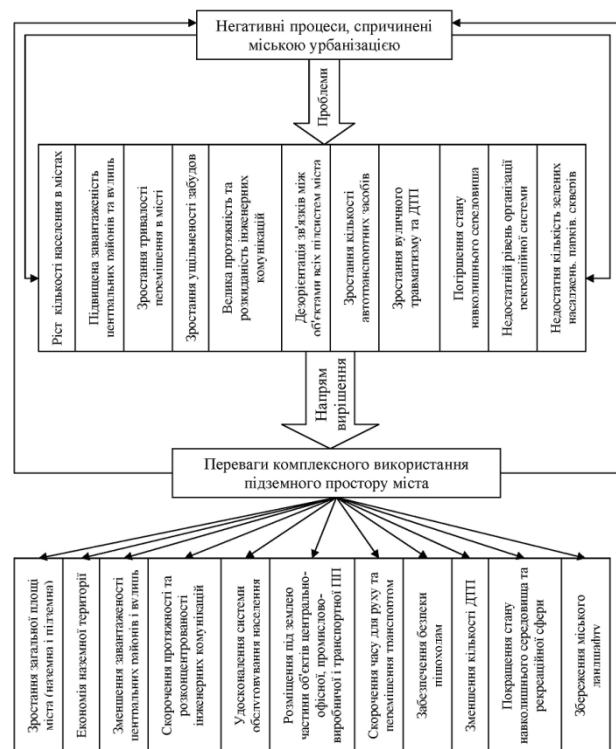 Негативні процеси, спричинені
міською урбанізацією
Проблеми
Ріст кількості населення в містах
Підвищена завантаженість
центральних районів та вулиць
Зростання тривалості
переміщення в місті
Зростання ущільненості забудов
Велика протяжність та
розкиданість інженерних
комунікацій
Дезорієнтація зв'язків між
об'єктами всіх підсистем міста
Зростання кількості
автотранспортних засобів
Зростання вуличного
травматизму та ДТП
Погіршення стану
навколишнього середовища
Недостатній рівень організації
рекреаційної системи
Недостатня кількість зелених
насаджень, парків, скверів
Напрям
вирішення
Переваги комплексного використання
підземного простору міста
Зростання загальної площі
міста (наземна і підземна)
Економія наземної території
Зменшення завантаженості
центральних районів і вулиць
Скорочення протяжності та
розконцентрованості
інженерних комунікацій
Удосконалення системи
обслуговування населення
Розміщення під землею
частини об'єктів центрально-
офісної, промислово-
виробничої і транспортної ПП
Скорочення часу для руху та
переміщення транспортом
Забезпечення безпеки
пішоходам
Зменшення кількості ДТП
Покращення стану
навколишнього середовища та
рекреаційної сфери
Збереження міського
ландшафту